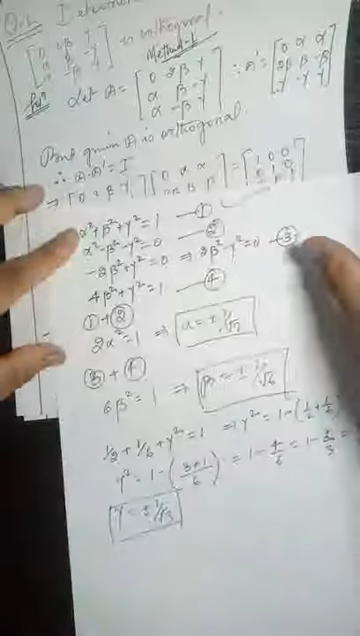 Q.1.
[0 2β γ
α β -γ
α -β γ] is orthogonal.
Method-1
Let A = [0 2β γ
α β -γ
α -β γ] ∴ A' = [0 α α
2β β -β
γ -γ γ]
And given A is orthogonal.
∴ A·A' = I
α²+β²+γ²=1 —①
α²-β²-γ²=0 —②
-2β²+γ²=0 ⇒ 2β²-γ²=0 —③
4β²+γ²=1 —④
①+②
2α²=1 ⇒ α=±1/√2
③+④
6β²=1 ⇒ β=±1/√6
1/2+1/6+γ²=1 ⇒ γ²=1-(1/2+1/6)
γ²=1-(3+1/6) = 1-4/6 = 1-2/3 =
γ=±1/√3